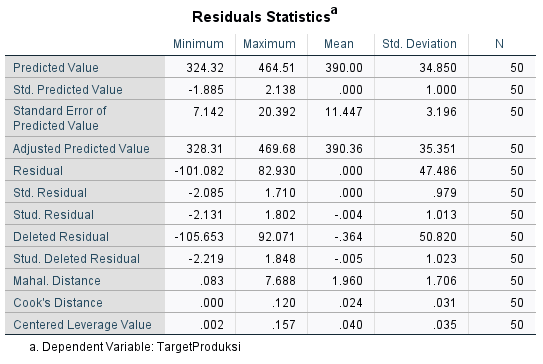 Residuals Statisticsa
Minimum Maximum Mean Std. Deviation N
Predicted Value 324.32 464.51 390.00 34.850 50
Std. Predicted Value -1.885 2.138 .000 1.000 50
Standard Error of 7.142 20.392 11.447 3.196 50
Predicted Value
Adjusted Predicted Value 328.31 469.68 390.36 35.351 50
Residual -101.082 82.930 .000 47.486 50
Std. Residual -2.085 1.710 .000 .979 50
Stud. Residual -2.131 1.802 -.004 1.013 50
Deleted Residual -105.653 92.071 -.364 50.820 50
Stud. Deleted Residual -2.219 1.848 -.005 1.023 50
Mahal. Distance .083 7.688 1.960 1.706 50
Cook's Distance .000 .120 .024 .031 50
Centered Leverage Value .002 .157 .040 .035 50
a. Dependent Variable: TargetProduksi